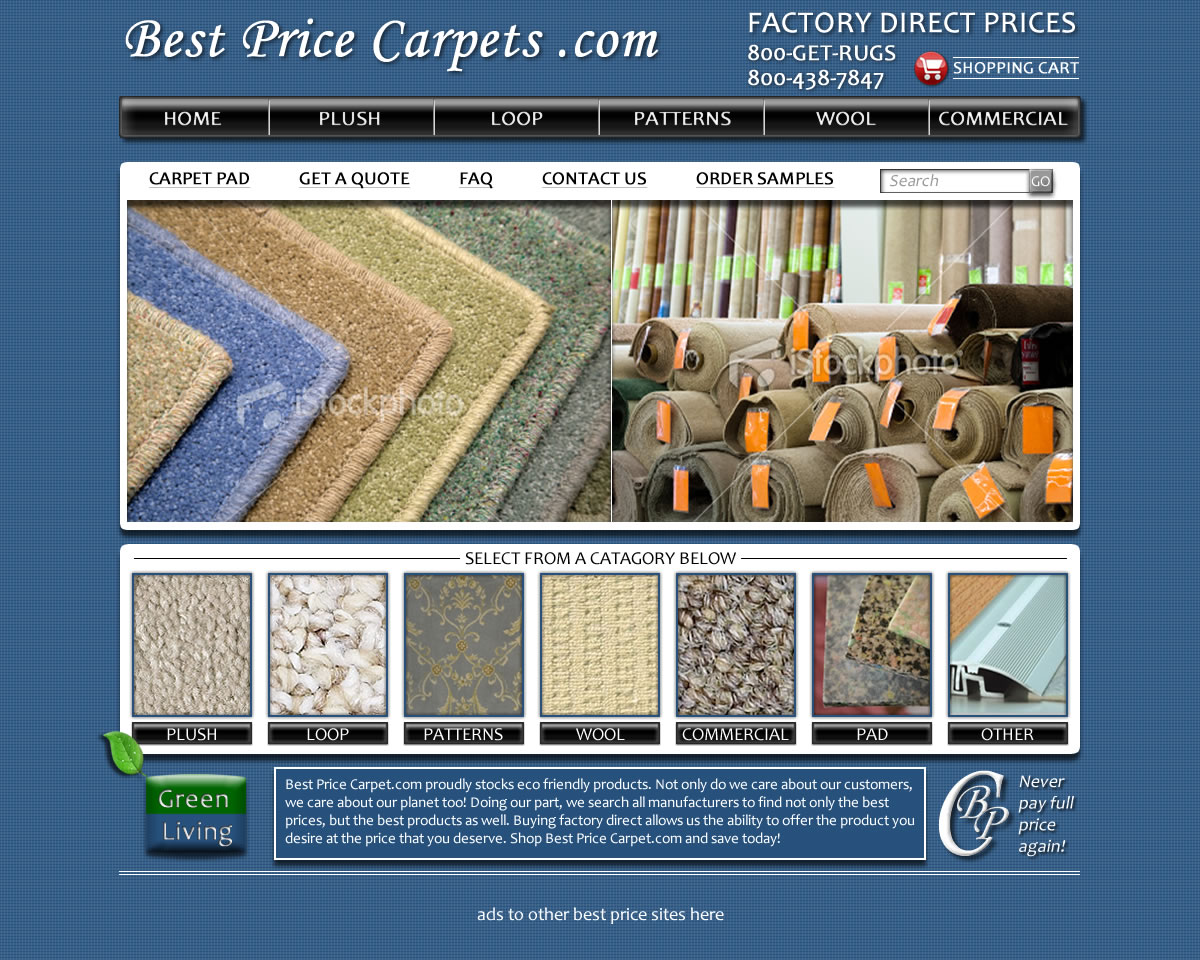 Best Price Carpets .com
FACTORY DIRECT PRICES
800-GET-RUGS
800-438-7847
SHOPPING CART
HOME PLUSH LOOP PATTERNS WOOL COMMERCIAL
CARPET PAD GET A QUOTE FAQ CONTACT US ORDER SAMPLES Search GO
iStockphoto
iStockphoto
SELECT FROM A CATAGORY BELOW
PLUSH LOOP PATTERNS WOOL COMMERCIAL PAD OTHER
Green
Living
Best Price Carpet.com proudly stocks eco friendly products. Not only do we care about our customers,
we care about our planet too! Doing our part, we search all manufacturers to find not only the best
prices, but the best products as well. Buying factory direct allows us the ability to offer the product you
desire at the price that you deserve. Shop Best Price Carpet.com and save today!
CBP
Never
pay full
price
again!
ads to other best price sites here